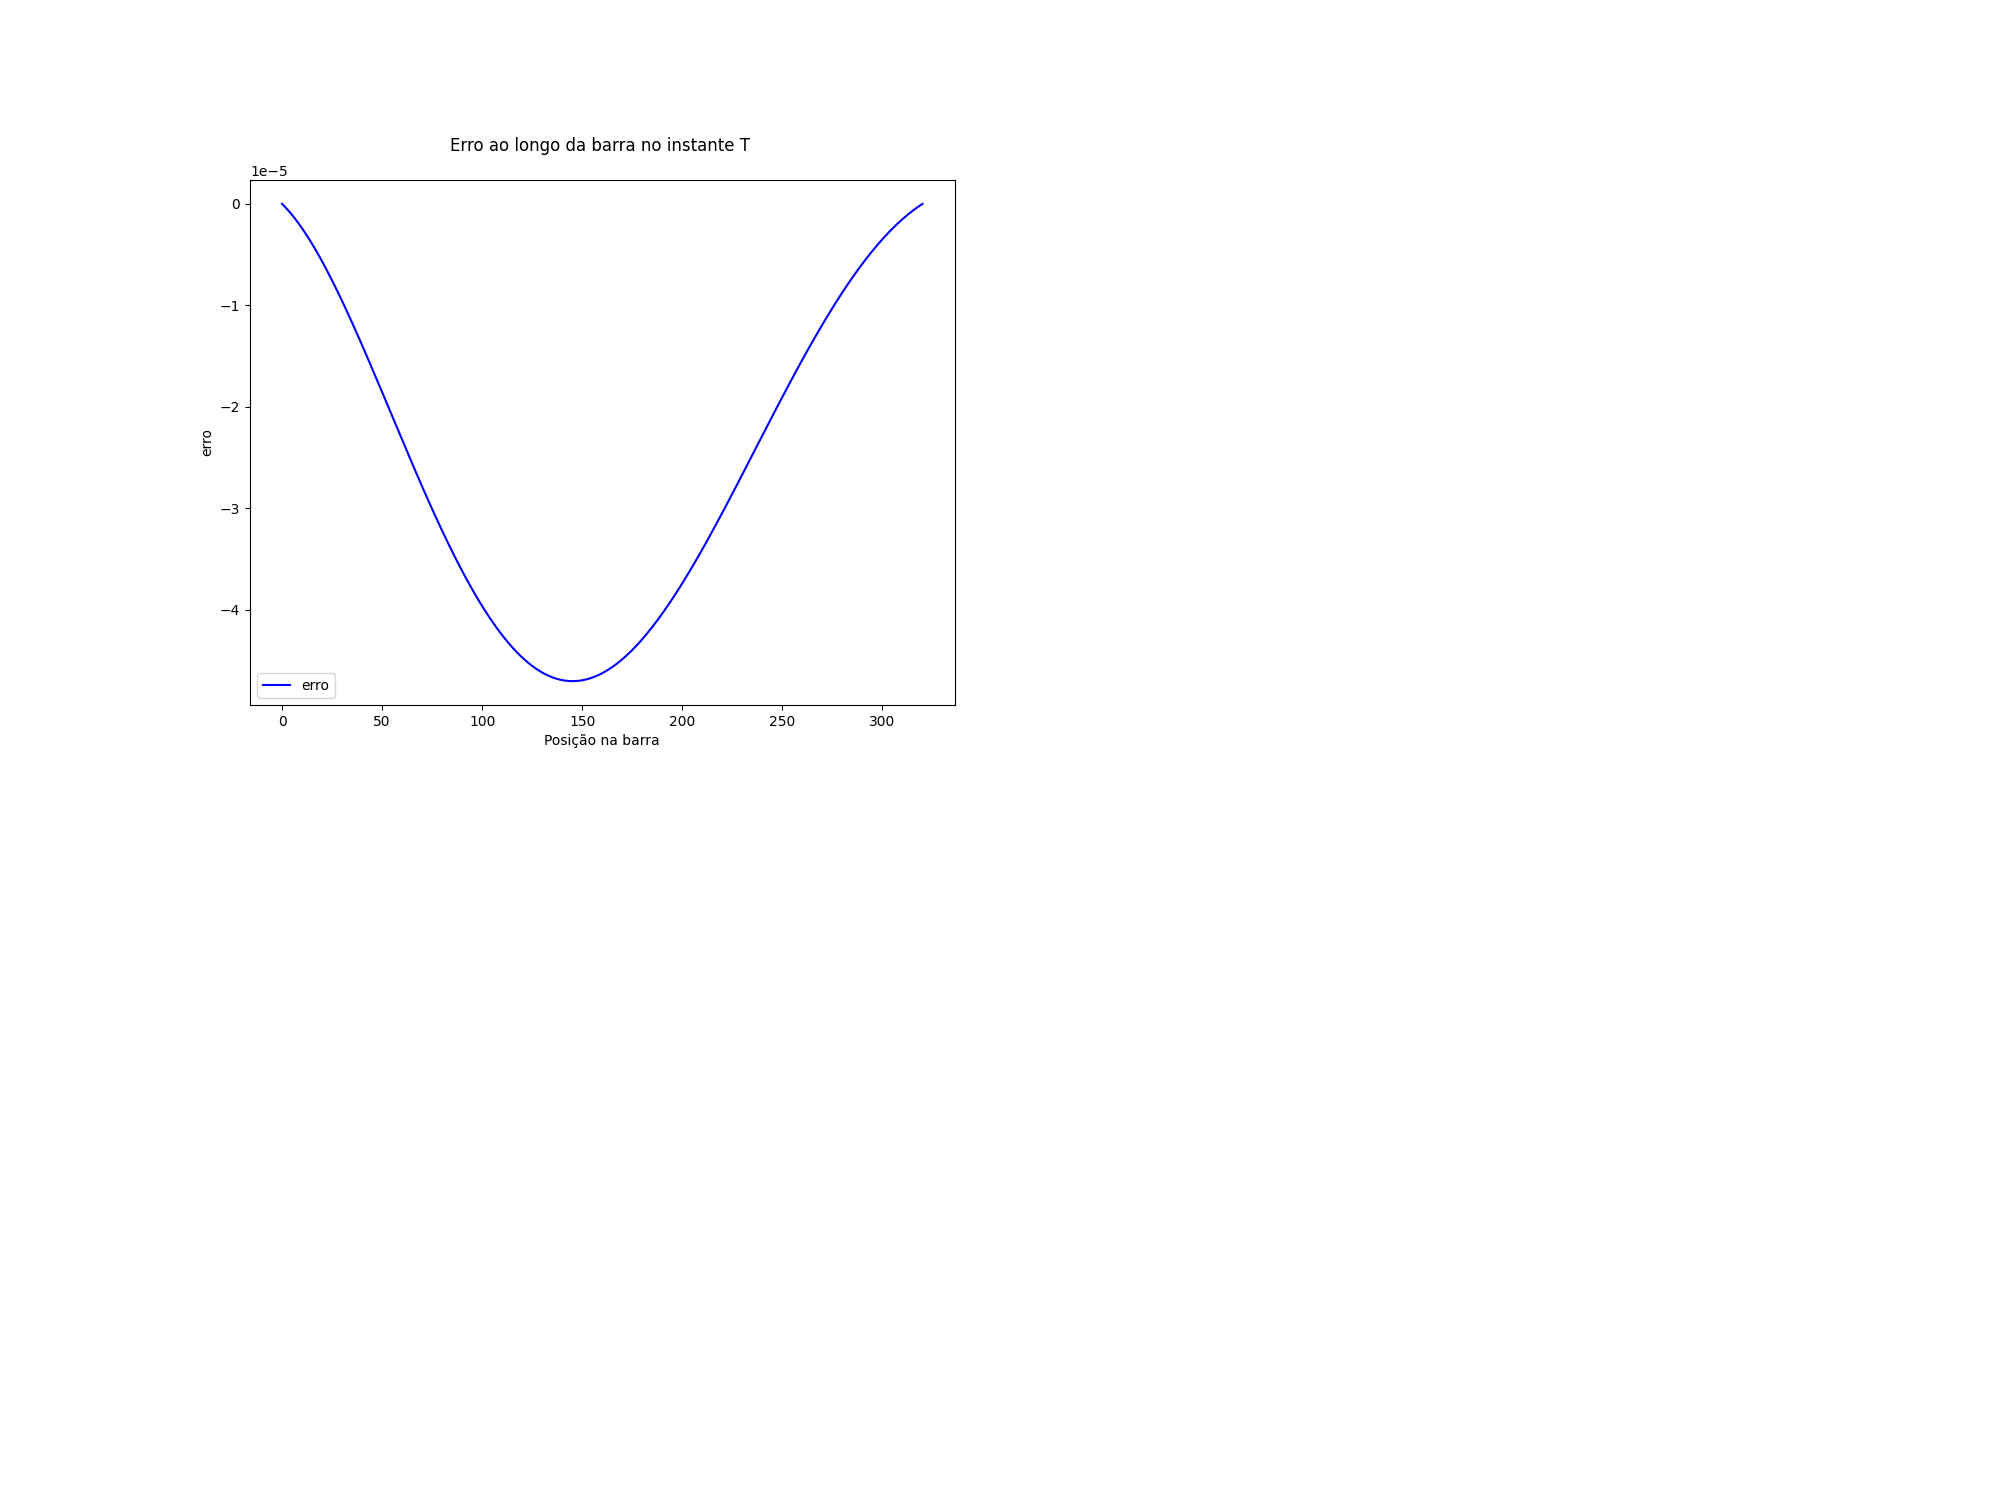 Erro ao longo da barra no instante T
1e−5
0
−1
−2
−3
−4
erro
erro
0 50 100 150 200 250 300
Posição na barra